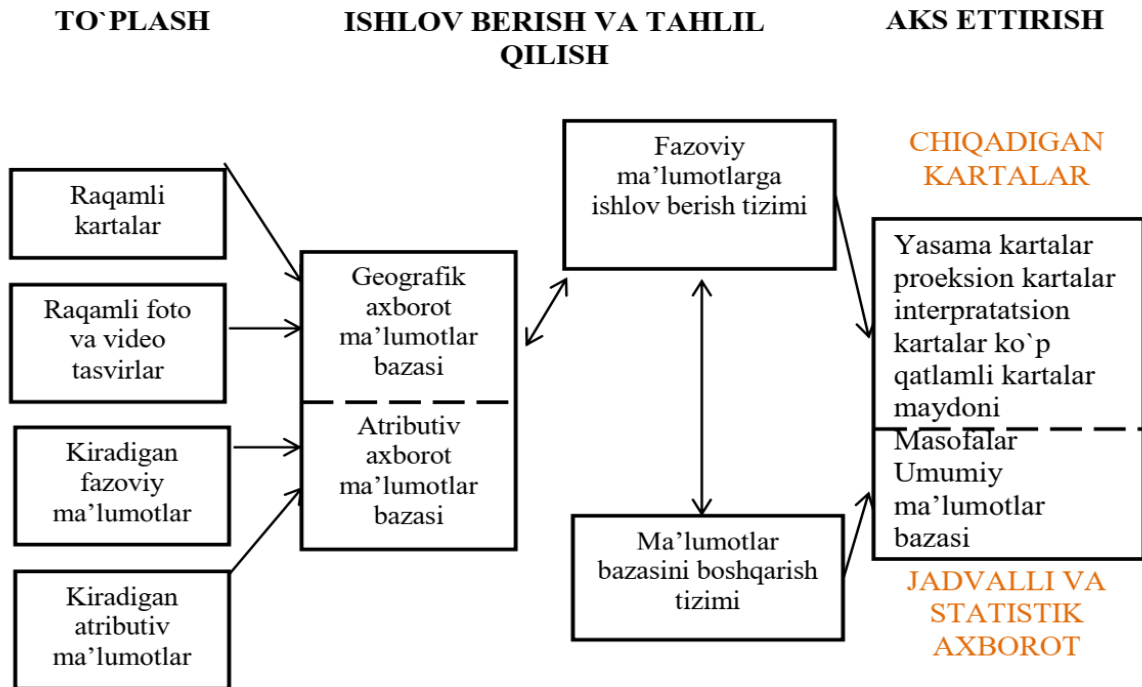 TO`PLASH
ISHLOV BERISH VA TAHLIL
QILISH
AKS ETTIRISH
Raqamli
kartalar
Raqamli foto
va video
tasvirlar
Kiradigan
fazoviy
ma’lumotlar
Kiradigan
atributiv
ma’lumotlar
Geografik
axborot
ma’lumotlar
bazasi
Atributiv
axborot
ma’lumotlar
bazasi
Fazoviy
ma’lumotlarga
ishlov berish tizimi
Ma’lumotlar
bazasini boshqarish
tizimi
CHIQADIGAN
KARTALAR
Yasama kartalar
proeksion kartalar
interpratatsion
kartalar ko`p
qatlamli kartalar
maydoni
Masofalar
Umumiy
ma’lumotlar
bazasi
JADVALLI VA
STATISTIK
AXBOROT